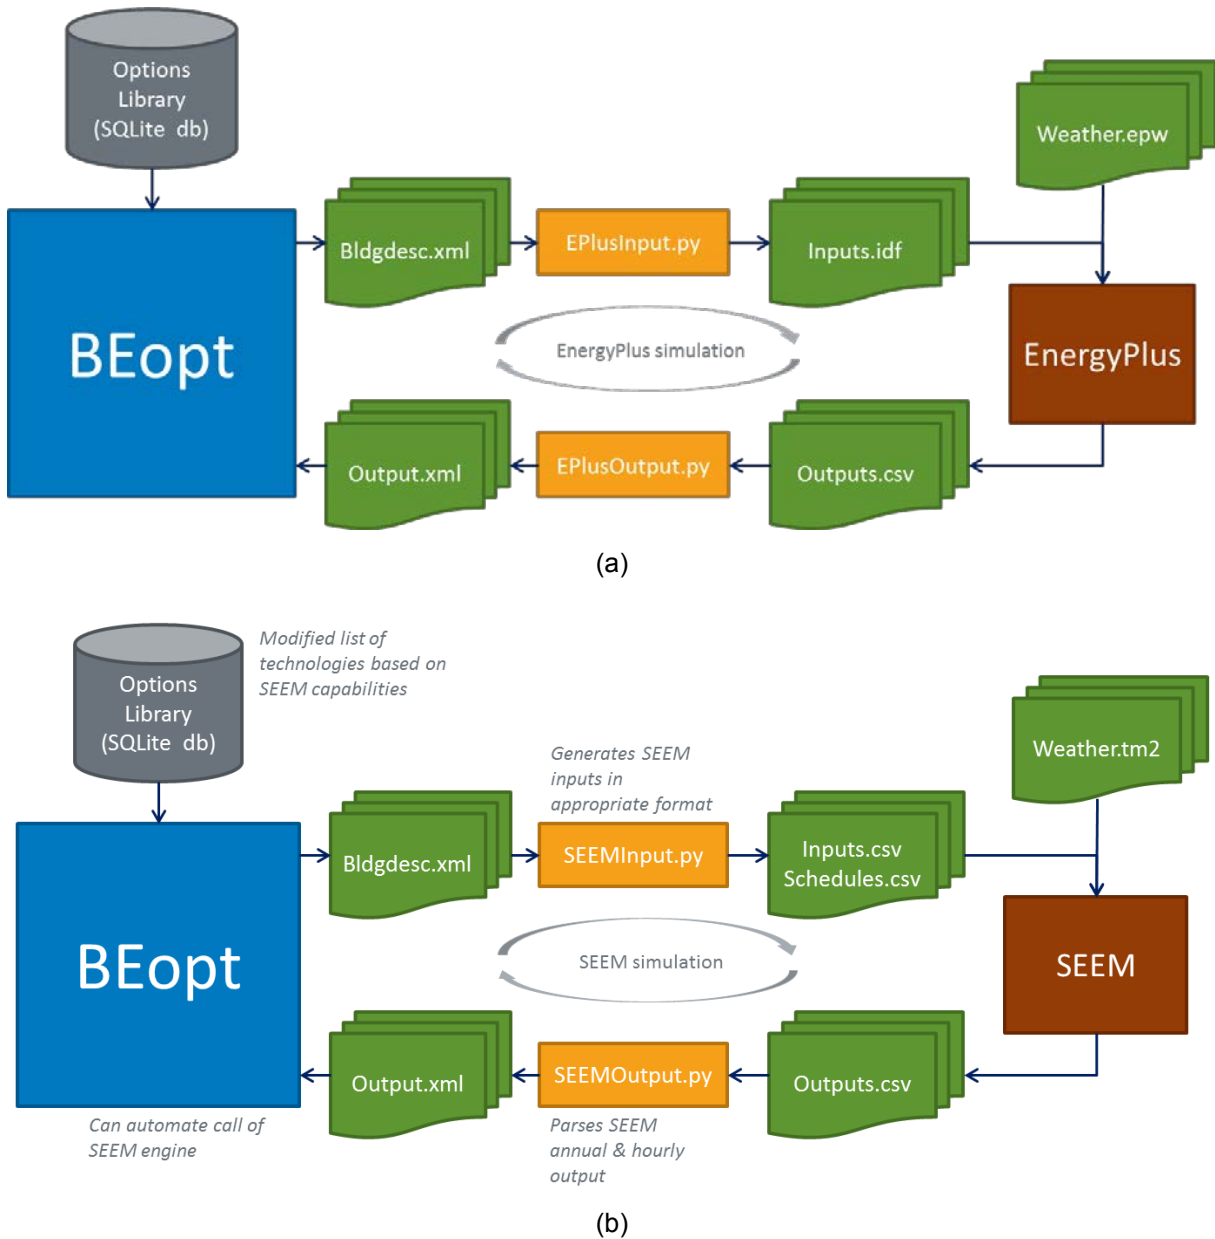 Options
Library
(SQLite db)
Weather.epw
Bldgdesc.xml
EPlusInput.py
Inputs.idf
BEopt
EnergyPlus simulation
EnergyPlus
Output.xml
EPlusOutput.py
Outputs.csv
(a)
Modified list of
technologies based on
SEEM capabilities
Options
Library
(SQLite db)
Generates SEEM
inputs in
appropriate format
Weather.tm2
Bldgdesc.xml
SEEMInput.py
Inputs.csv
Schedules.csv
BEopt
SEEM simulation
SEEM
Output.xml
SEEMOutput.py
Outputs.csv
Can automate call of
SEEM engine
Parses SEEM
annual & hourly
output
(b)